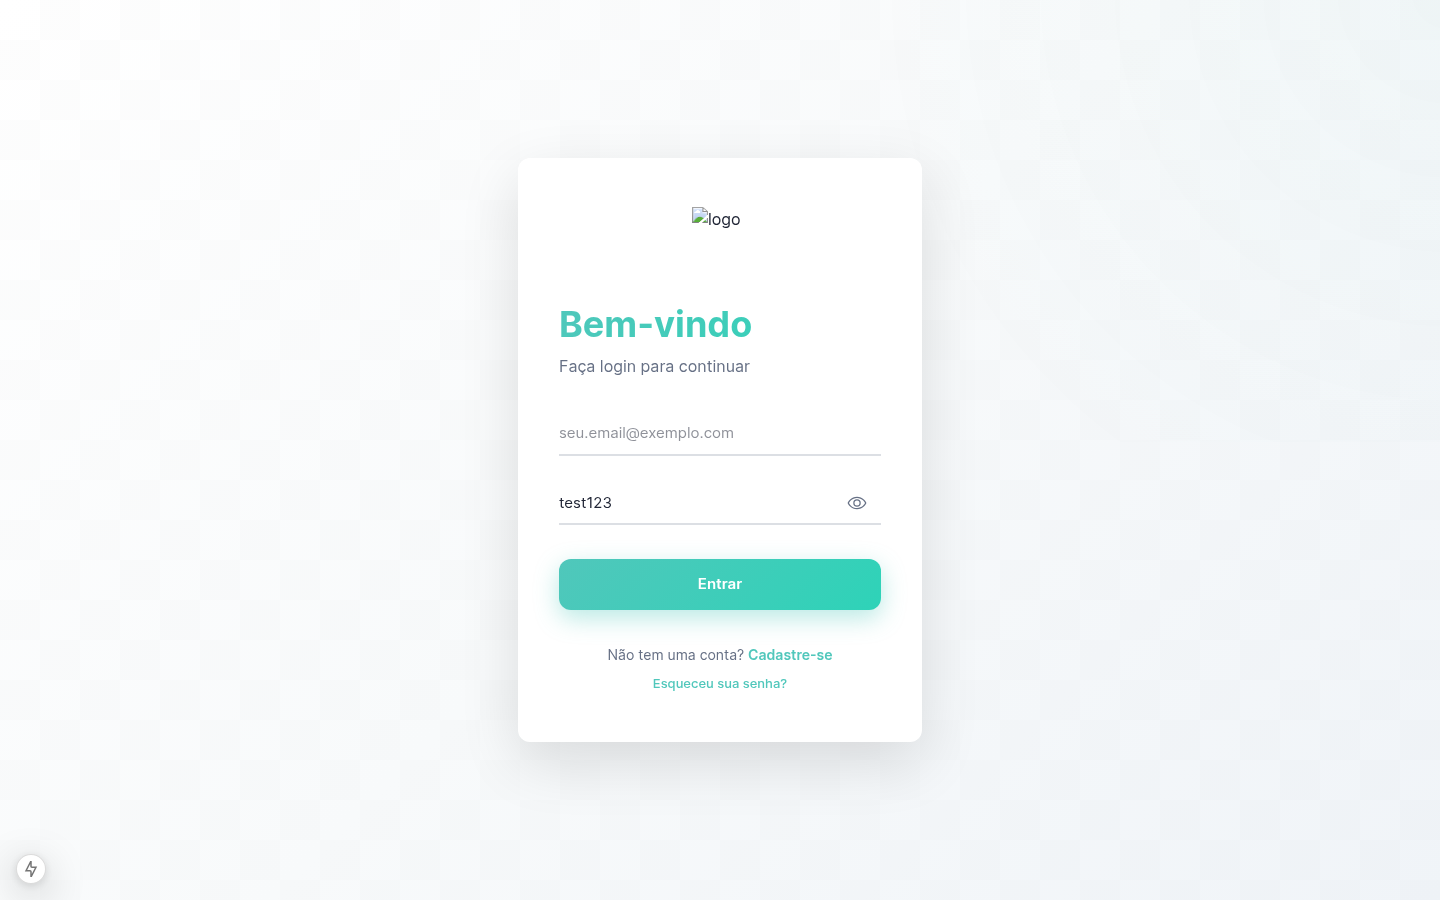 logo
Bem-vindo
Faça login para continuar
seu.email@exemplo.com
test123
Entrar
Não tem uma conta? Cadastre-se
Esqueceu sua senha?